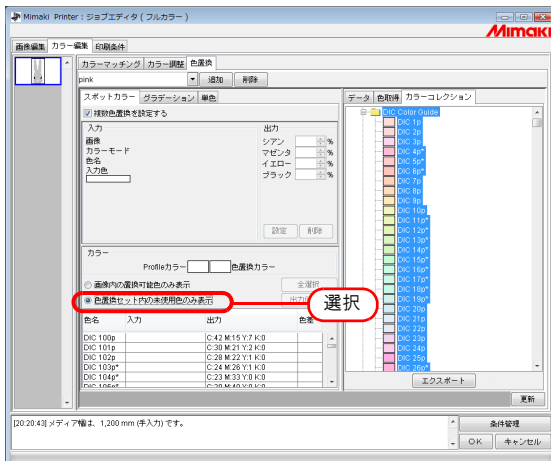 Mimaki Printer : ジョブエディタ ( フルカラー )
Mimaki
画像編集 カラー編集 印刷条件
カラーマッチング カラー調整 色置換
pink 追加 削除
スポットカラー グラデーション 単色
複数色置換を設定する
入力 出力
画像 シアン %
カラーモード マゼンタ %
色名 イエロー %
入力色 ブラック %
設定 削除
カラー
Profileカラー 色置換カラー
画像内の置換可能色のみ表示 全選択
色置換セット内の未使用色のみ表示
選択
色名 入力 出力 色差
DIC 100p C:42 M:15 Y:7 K:0
DIC 101p C:30 M:21 Y:2 K:0
DIC 102p C:28 M:22 Y:1 K:0
DIC 103p* C:24 M:26 Y:1 K:0
DIC 104p* C:23 M:33 Y:0 K:0
データ 色取得 カラーコレクション
DIC Color Guide
DIC 1p
DIC 2p
DIC 3p
DIC 4p*
DIC 5p*
DIC 6p*
DIC 7p
DIC 8p
DIC 9p
DIC 10p
DIC 11p*
DIC 12p*
DIC 13p*
DIC 14p*
DIC 15p*
DIC 16p*
DIC 17p*
DIC 18p*
DIC 19p*
DIC 20p
DIC 21p
DIC 22p
DIC 23p
DIC 24p
DIC 25p
DIC 26p*
エクスポート
更新
[20:20:43] メディア幅は、1,200 mm (手入力) です。
条件管理
OK キャンセル